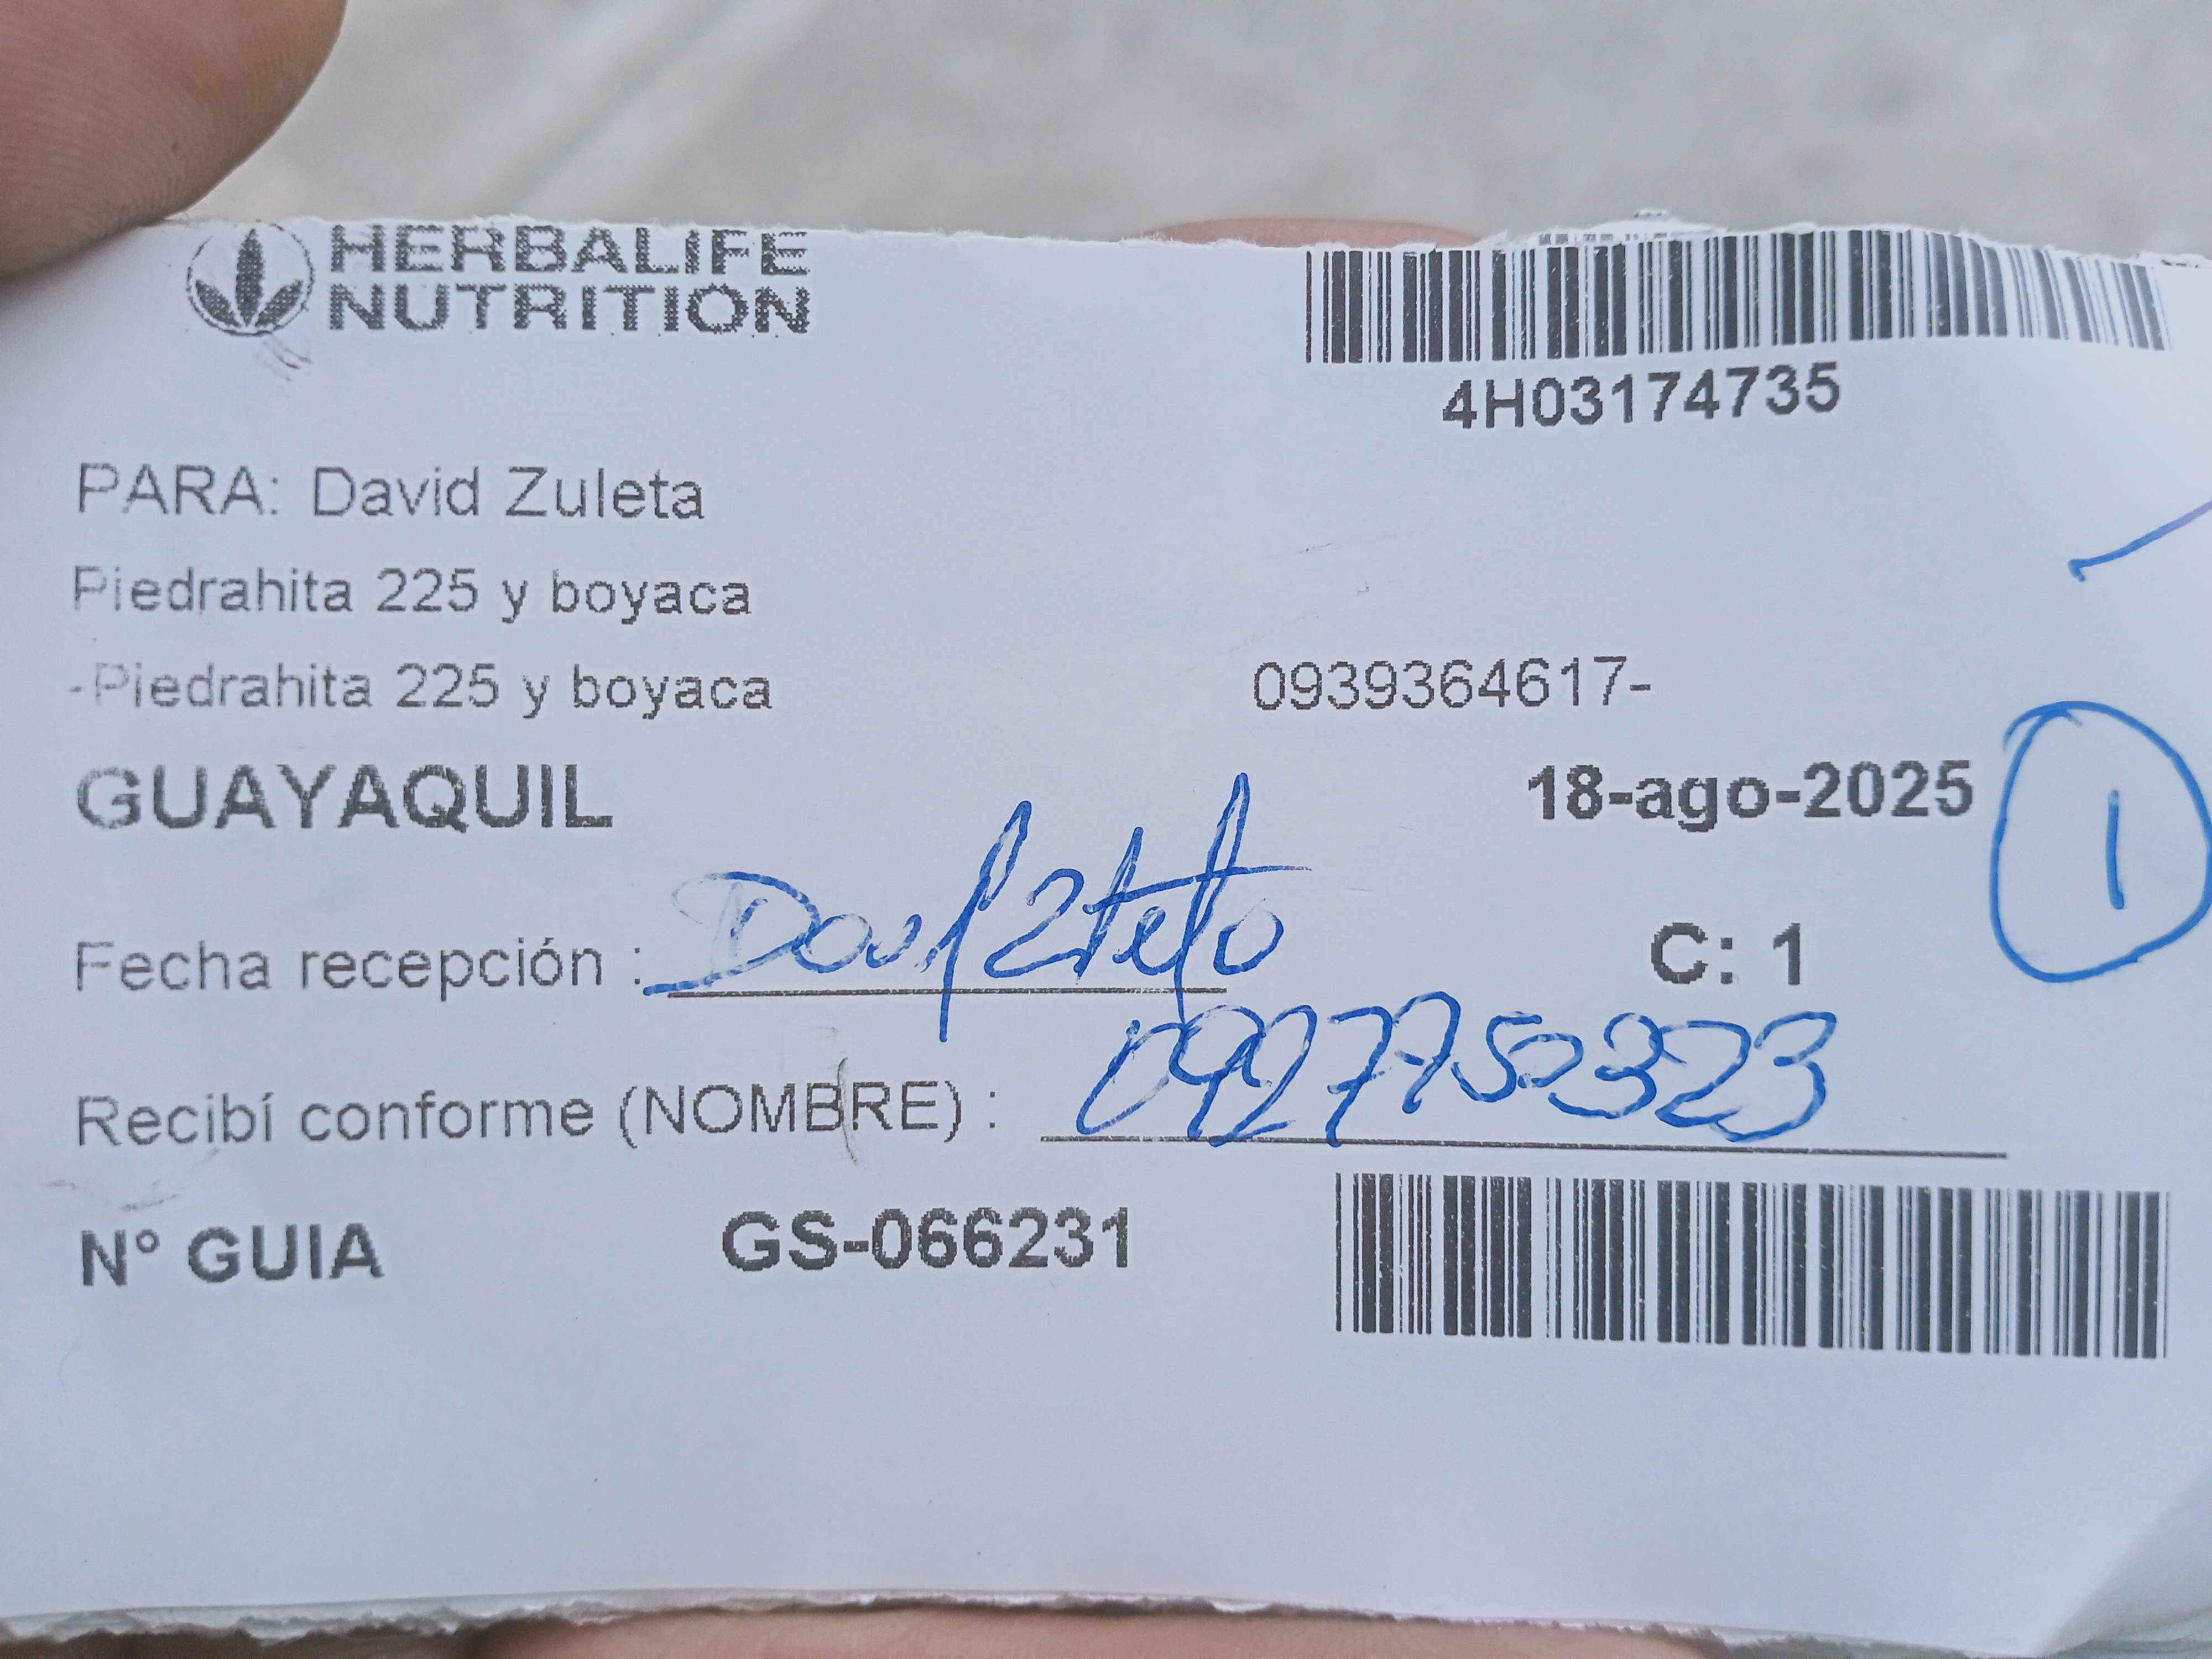 HERBALIFE
NUTRITION
4H03174735
PARA: David Zuleta
Piedrahita 225 y boyaca
-Piedrahita 225 y boyaca
0939364617-
GUAYAQUIL
18-ago-2025
1
Fecha recepción :
C: 1
Recibí conforme (NOMBRE) : 0927750323
N° GUIA GS-066231